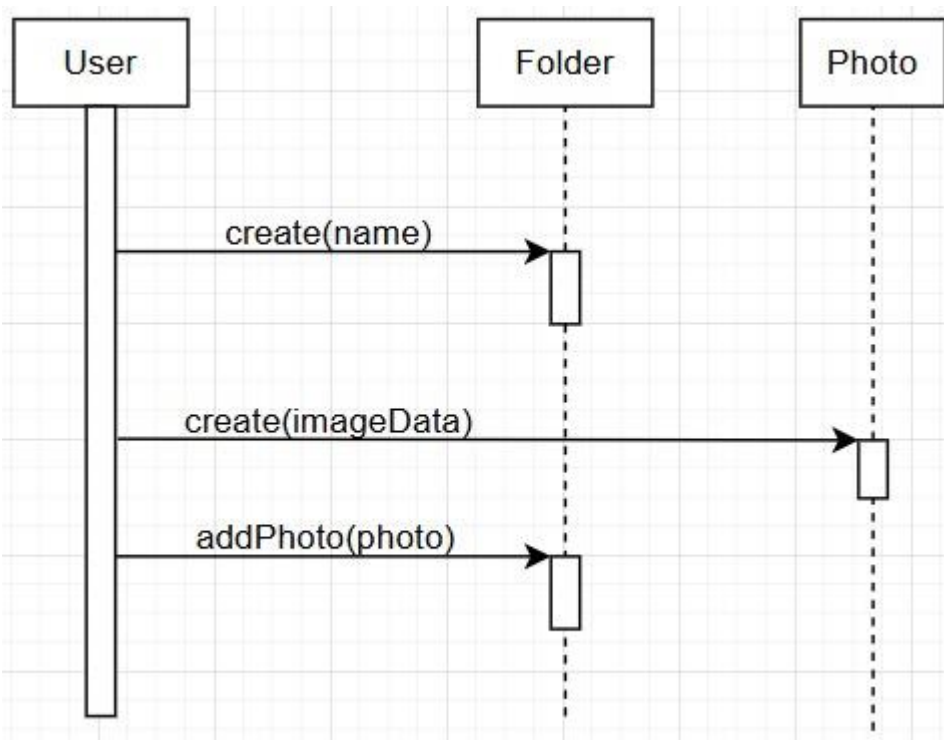 User
Folder
Photo
create(name)
create(imageData)
addPhoto(photo)